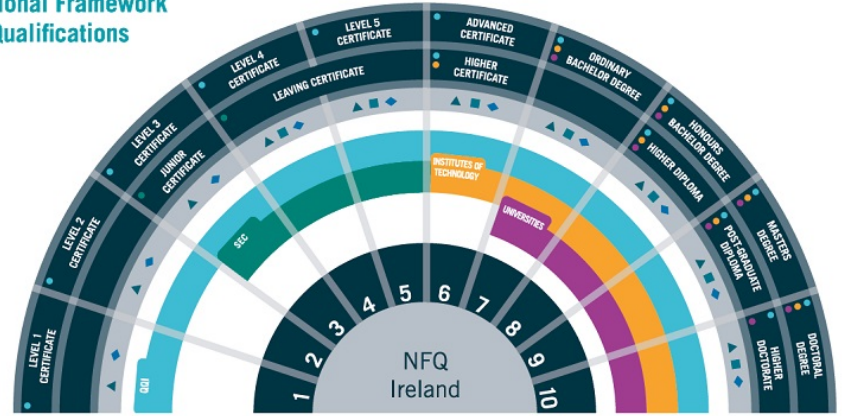 ional Framework
Qualifications
LEVEL 1
CERTIFICATE
LEVEL 2
CERTIFICATE
LEVEL 3
CERTIFICATE
LEVEL 4
CERTIFICATE
LEVEL 5
CERTIFICATE
ADVANCED
CERTIFICATE
ORDINARY
BACHELOR DEGREE
HONOURS
BACHELOR DEGREE
MASTERS
DEGREE
DOCTORAL
DEGREE
JUNIOR
CERTIFICATE
LEAVING CERTIFICATE
HIGHER
CERTIFICATE
HIGHER DIPLOMA
POST-GRADUATE
DIPLOMA
HIGHER
DOCTORATE
QQI
SEC
INSTITUTES OF
TECHNOLOGY
UNIVERSITIES
1
2
3
4
5
6
7
8
9
10
NFQ
Ireland